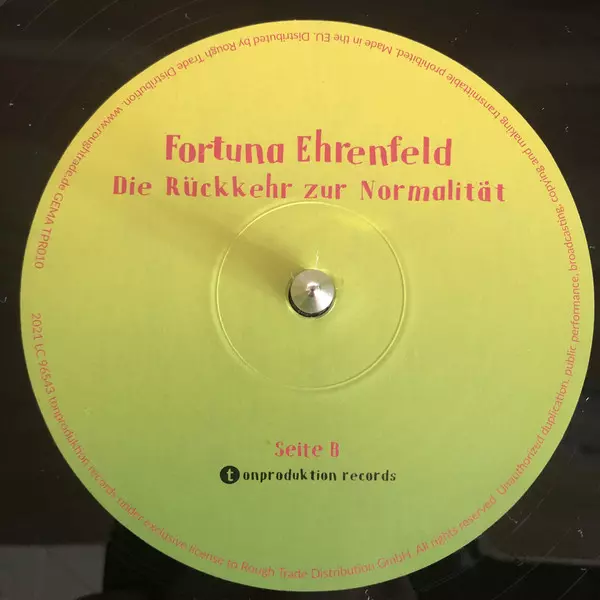 Fortuna Ehrenfeld
Die Rückkehr zur Normalität
Seite B
tonproduktion records
2021 LC 96543 tonproduktion records under exclusive license to Rough Trade Distribution GmbH. All rights reserved. Unauthorized duplication, public performance, broadcasting, copying and making transmittable prohibited. Made in the EU. Distributed by Rough Trade Distribution. www.roughtrade.de GEMA TPR010